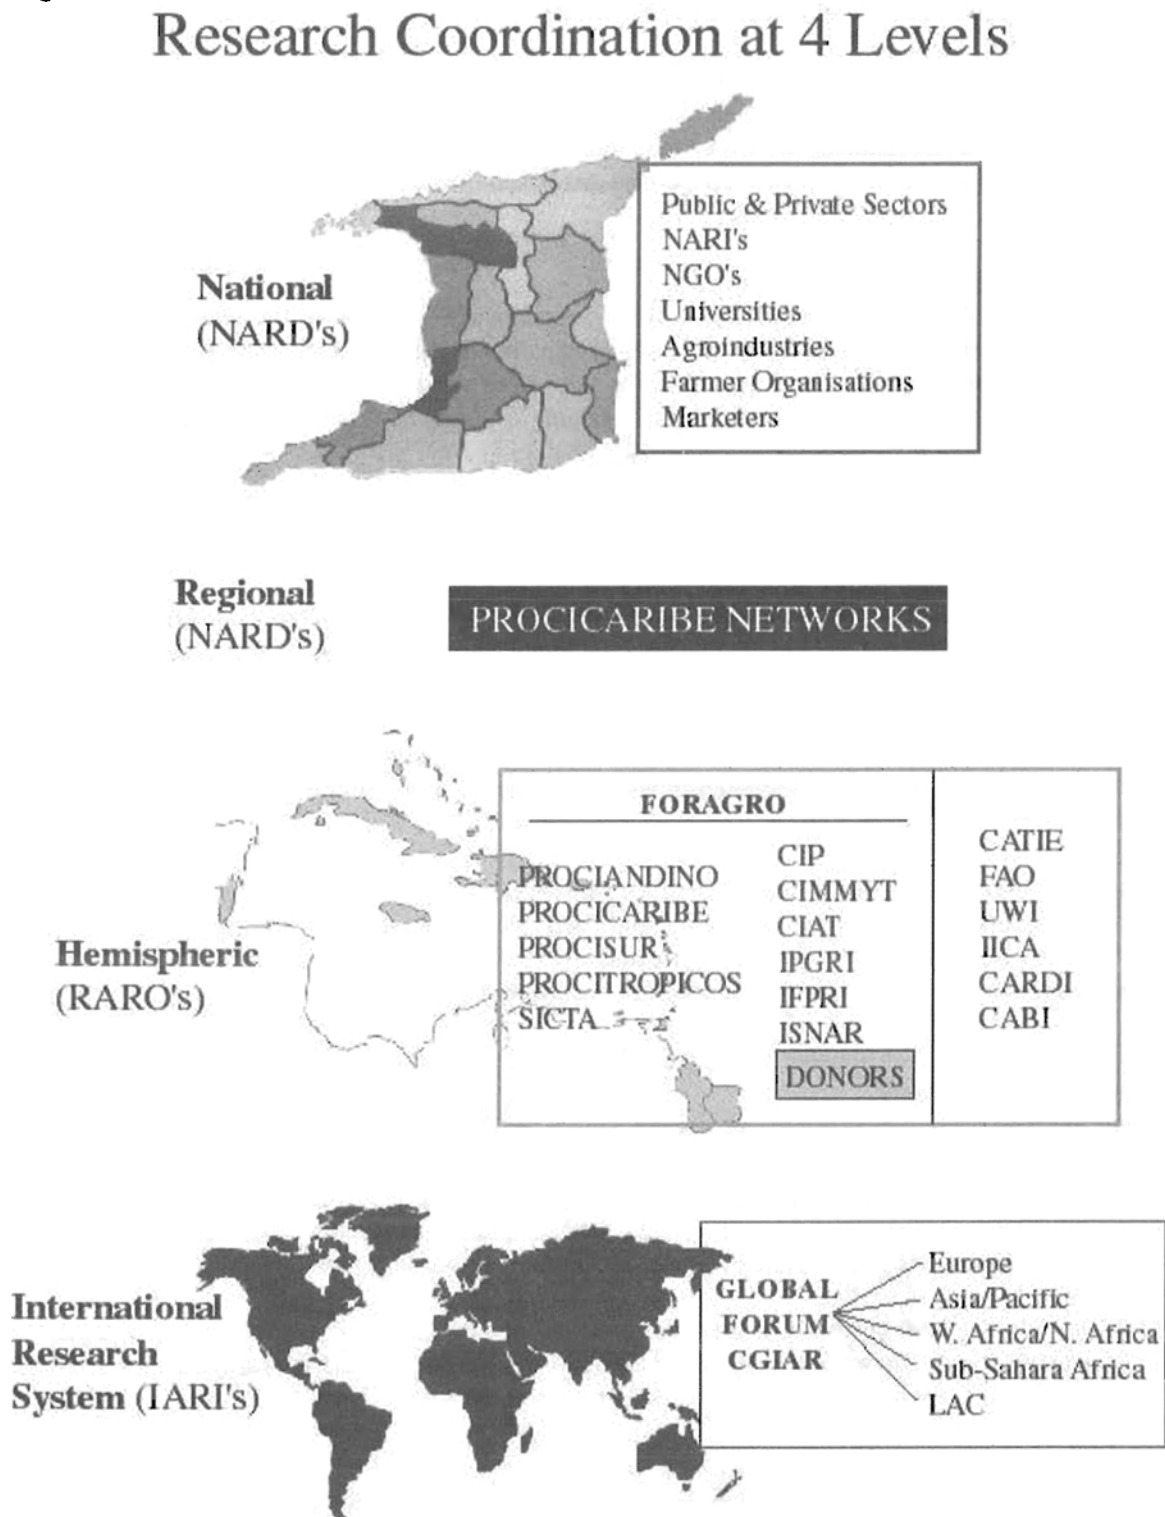 Research Coordination at 4 Levels
National
(NARD's)
Public & Private Sectors
NARI's
NGO's
Universities
Agroindustries
Farmer Organisations
Marketers
Regional
(NARD's)
PROCICARIBE NETWORKS
Hemispheric
(RARO's)
FORAGRO
PROCIANDINO
PROCICARIBE
PROCISUR
PROCITROPICOS
SICTA
CIP
CIMMYT
CIAT
IPGRI
IFPRI
ISNAR
DONORS
CATIE
FAO
UWI
IICA
CARDI
CABI
International
Research
System (IARI's)
GLOBAL
FORUM
CGIAR
Europe
Asia/Pacific
W. Africa/N. Africa
Sub-Sahara Africa
LAC